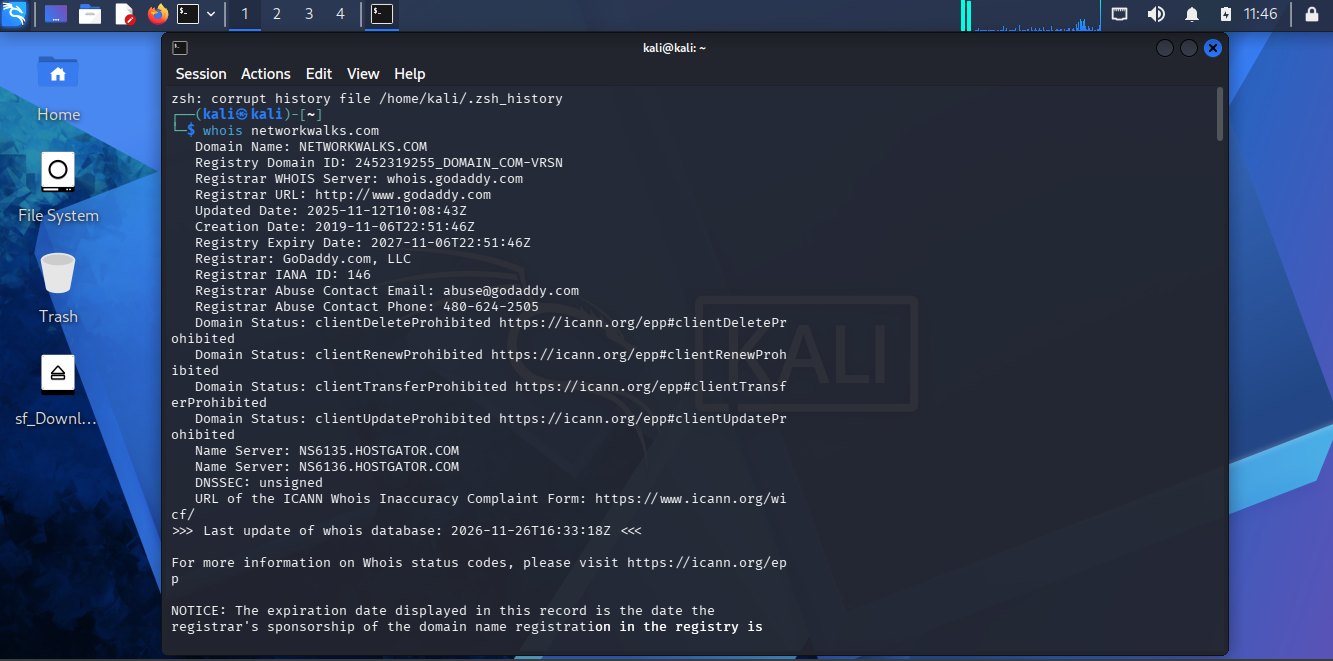 1 2 3 4
11:46
kali@kali: ~
Session Actions Edit View Help
Home
File System
Trash
sf_Downl...
zsh: corrupt history file /home/kali/.zsh_history
┌──(kali㉿kali)-[~]
└─$ whois networkwalks.com
Domain Name: NETWORKWALKS.COM
Registry Domain ID: 2452319255_DOMAIN_COM-VRSN
Registrar WHOIS Server: whois.godaddy.com
Registrar URL: http://www.godaddy.com
Updated Date: 2025-11-12T10:08:43Z
Creation Date: 2019-11-06T22:51:46Z
Registry Expiry Date: 2027-11-06T22:51:46Z
Registrar: GoDaddy.com, LLC
Registrar IANA ID: 146
Registrar Abuse Contact Email: abuse@godaddy.com
Registrar Abuse Contact Phone: 480-624-2505
Domain Status: clientDeleteProhibited https://icann.org/epp#clientDeletePr
ohibited
Domain Status: clientRenewProhibited https://icann.org/epp#clientRenewProh
ibited
Domain Status: clientTransferProhibited https://icann.org/epp#clientTransf
erProhibited
Domain Status: clientUpdateProhibited https://icann.org/epp#clientUpdatePr
ohibited
Name Server: NS6135.HOSTGATOR.COM
Name Server: NS6136.HOSTGATOR.COM
DNSSEC: unsigned
URL of the ICANN Whois Inaccuracy Complaint Form: https://www.icann.org/wi
cf/
>>> Last update of whois database: 2026-11-26T16:33:18Z <<<
For more information on Whois status codes, please visit https://icann.org/ep
p
NOTICE: The expiration date displayed in this record is the date the
registrar's sponsorship of the domain name registration in the registry is
KALI